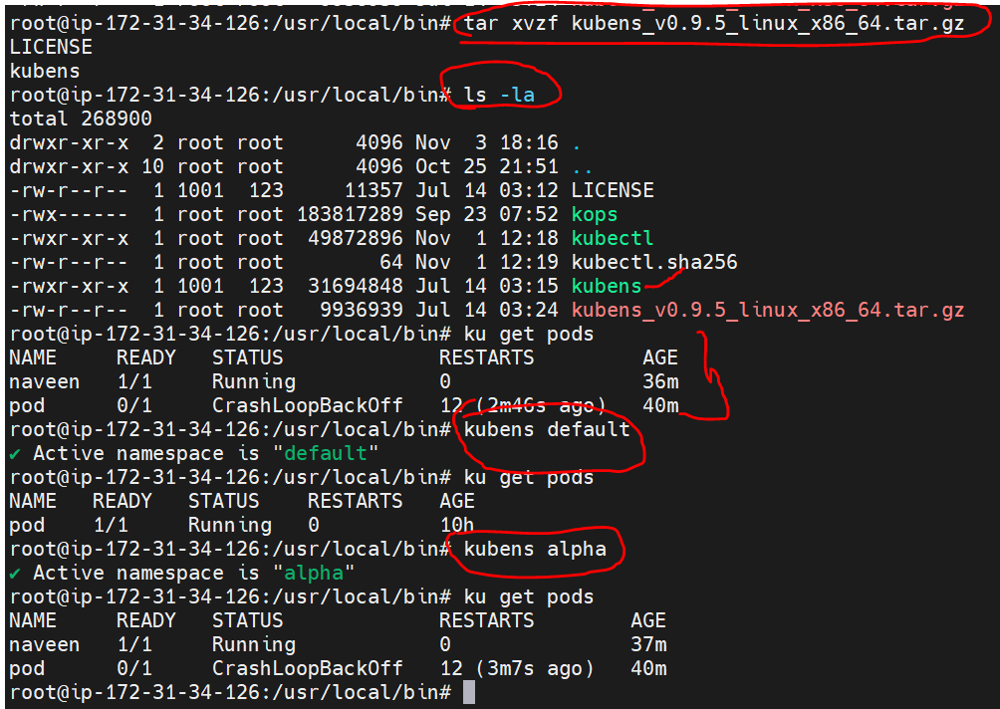 root@ip-172-31-34-126:/usr/local/bin# tar xvzf kubens_v0.9.5_linux_x86_64.tar.gz
LICENSE
kubens
root@ip-172-31-34-126:/usr/local/bin# ls -la
total 268900
drwxr-xr-x  2 root root      4096 Nov  3 18:16 .
drwxr-xr-x 10 root root      4096 Oct 25 21:51 ..
-rw-r--r--  1 1001  123     11357 Jul 14 03:12 LICENSE
-rwx------  1 root root 183817289 Sep 23 07:52 kops
-rwxr-xr-x  1 root root  49872896 Nov  1 12:18 kubectl
-rw-r--r--  1 root root        64 Nov  1 12:19 kubectl.sha256
-rwxr-xr-x  1 1001  123  31694848 Jul 14 03:15 kubens
-rw-r--r--  1 root root   9936939 Jul 14 03:24 kubens_v0.9.5_linux_x86_64.tar.gz
root@ip-172-31-34-126:/usr/local/bin# ku get pods
NAME     READY   STATUS             RESTARTS         AGE
naveen   1/1     Running            0                36m
pod      0/1     CrashLoopBackOff   12 (2m46s ago)   40m
root@ip-172-31-34-126:/usr/local/bin# kubens default
✔ Active namespace is "default"
root@ip-172-31-34-126:/usr/local/bin# ku get pods
NAME   READY   STATUS    RESTARTS   AGE
pod    1/1     Running   0          10h
root@ip-172-31-34-126:/usr/local/bin# kubens alpha
✔ Active namespace is "alpha"
root@ip-172-31-34-126:/usr/local/bin# ku get pods
NAME     READY   STATUS             RESTARTS        AGE
naveen   1/1     Running            0               37m
pod      0/1     CrashLoopBackOff   12 (3m7s ago)   40m
root@ip-172-31-34-126:/usr/local/bin#